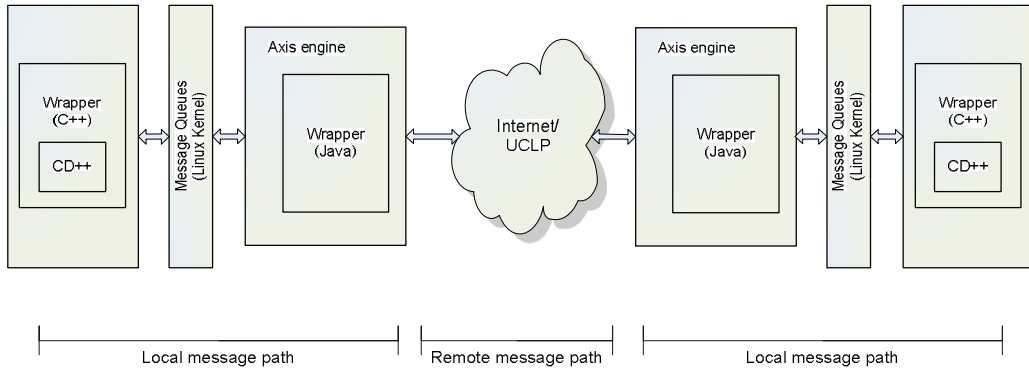 Wrapper
(C++)
CD++
Message Queues
(Linux Kernel)
Axis engine
Wrapper
(Java)
Internet/
UCLP
Axis engine
Wrapper
(Java)
Message Queues
(Linux Kernel)
Wrapper
(C++)
CD++
Local message path
Remote message path
Local message path